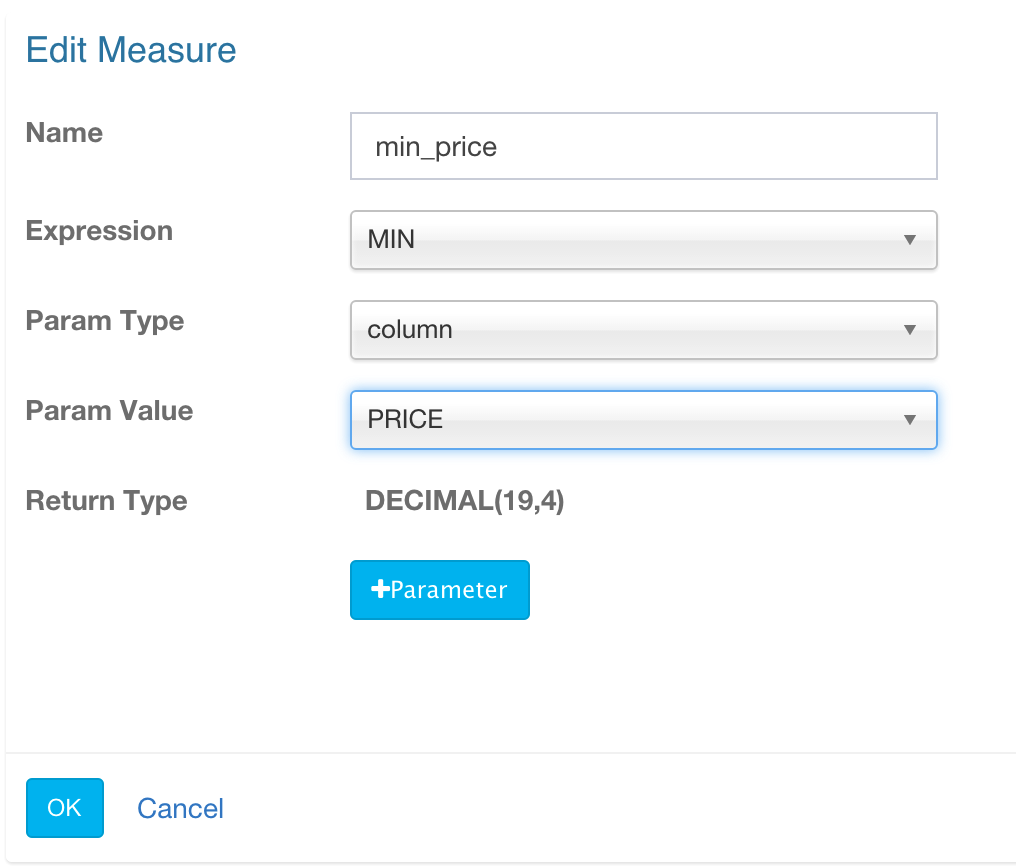 Edit Measure
Name
min_price
Expression
MIN
Param Type
column
Param Value
PRICE
Return Type
DECIMAL(19,4)
+Parameter
OK
Cancel